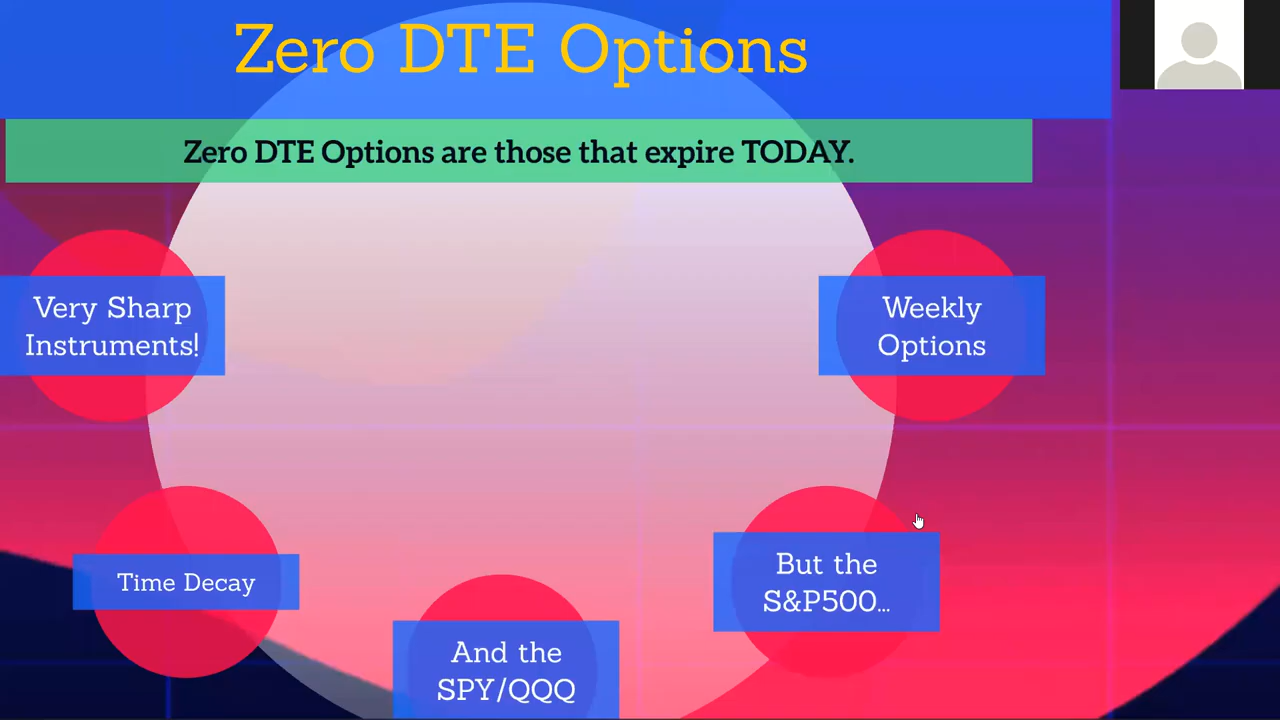 Zero DTE Options
Zero DTE Options are those that expire TODAY.
Very Sharp
Instruments!
Weekly
Options
Time Decay
But the
S&P500...
And the
SPY/QQQ